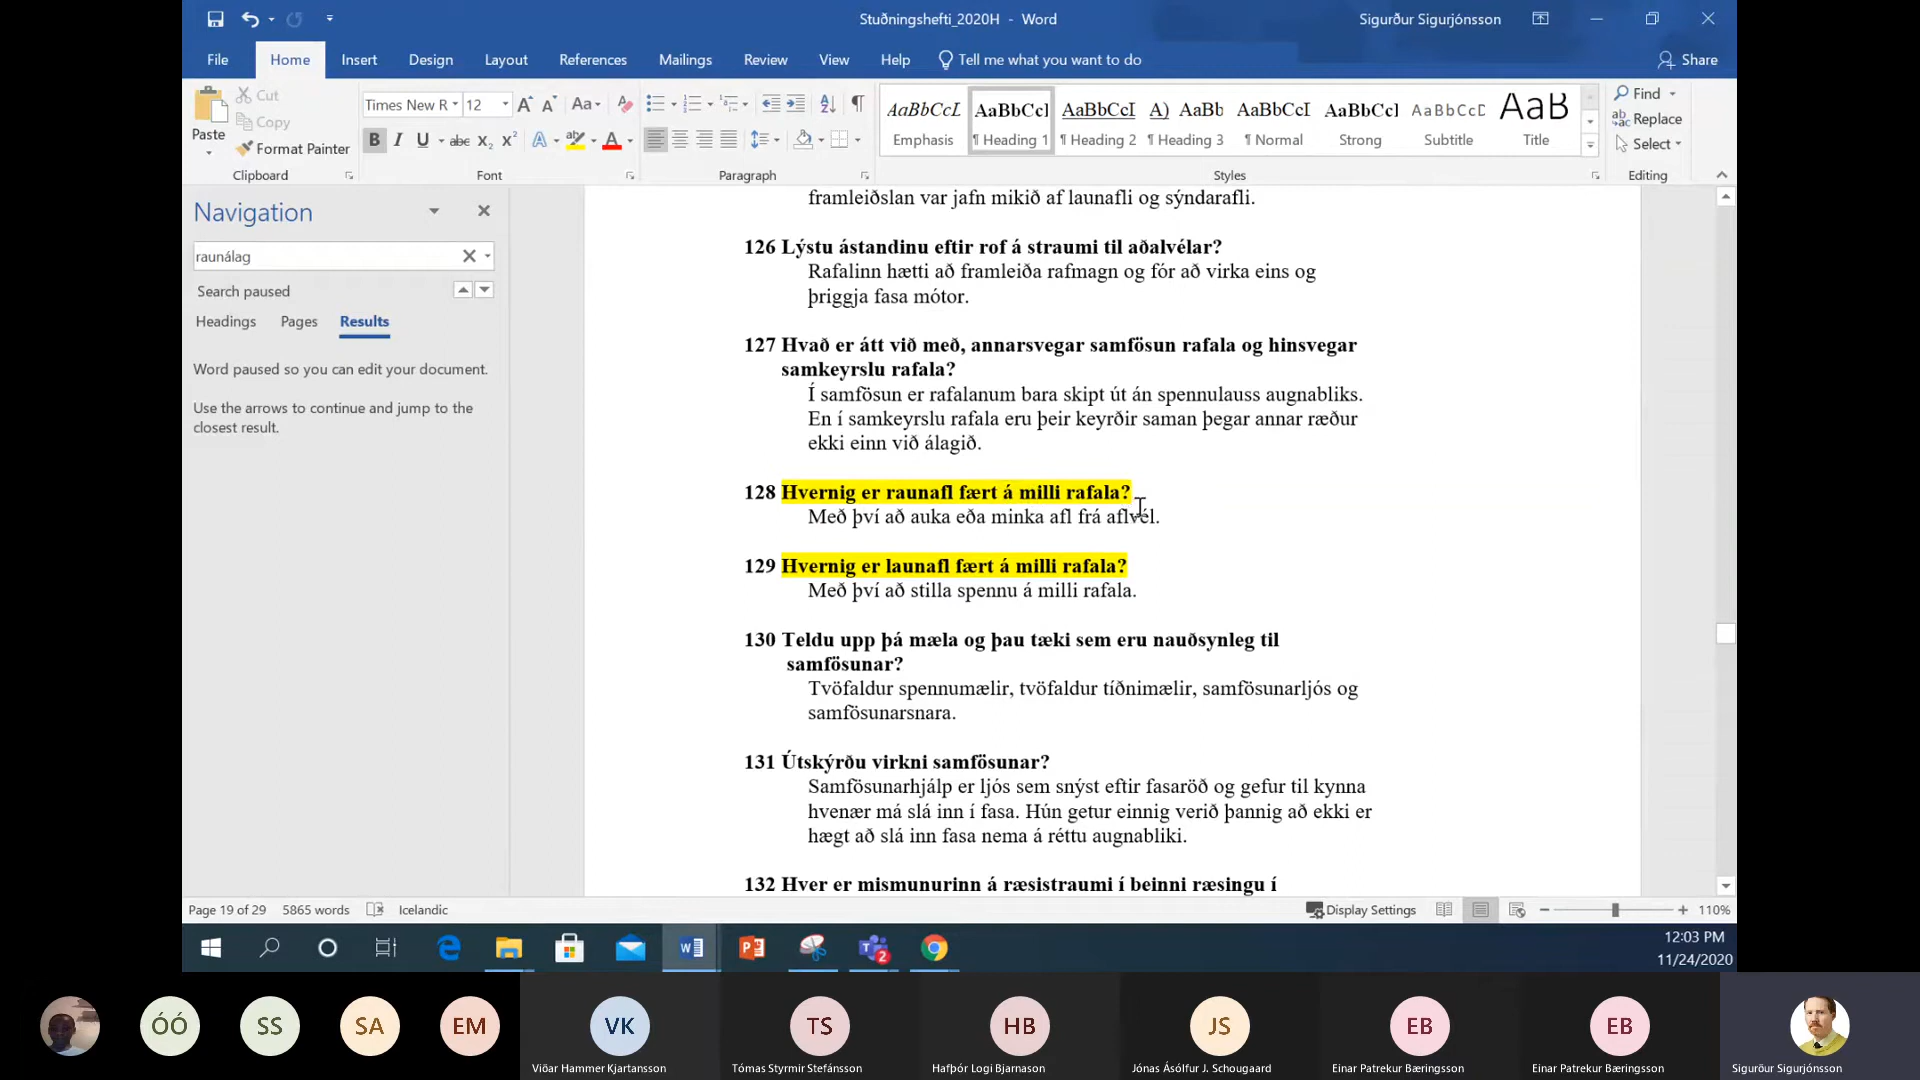 Stuðningshefti_2020H - Word
Sigurður Sigurjónsson
File Home Insert Design Layout References Mailings Review View Help Tell me what you want to do
Share
Paste
Cut
Copy
Format Painter
Clipboard
Times New R 12
Font
Paragraph
AaBbCcL AaBbCcl AaBbCcI A) AaBb AaBbCcI AaBbCcl AaBbCcD AaB
Emphasis ¶ Heading 1 ¶ Heading 2 ¶ Heading 3 ¶ Normal Strong Subtitle Title
Styles
Find
Replace
Select
Editing
Navigation
raunálag
Search paused
Headings Pages Results
Word paused so you can edit your document.
Use the arrows to continue and jump to the
closest result.
framleiðslan var jafn mikið af launafli og sýndarafli.
126 Lýstu ástandinu eftir rof á straumi til aðalvélar?
Rafalinn hætti að framleiða rafmagn og fór að virka eins og
þriggja fasa mótor.
127 Hvað er átt við með, annarsvegar samfösun rafala og hinsvegar
samkeyrslu rafala?
Í samfösun er rafalanum bara skipt út án spennulauss augnabliks.
En í samkeyrslu rafala eru þeir keyrðir saman þegar annar ræður
ekki einn við álagið.
128 Hvernig er raunafl fært á milli rafala?
Með því að auka eða minka afl frá aflvél.
129 Hvernig er launafl fært á milli rafala?
Með því að stilla spennu á milli rafala.
130 Teldu upp þá mæla og þau tæki sem eru nauðsynleg til
samfösunar?
Tvöfaldur spennumælir, tvöfaldur tíðnimælir, samfösunarljós og
samfösunarsnara.
131 Útskýrðu virkni samfösunar?
Samfösunarhjálp er ljós sem snýst eftir fasaröð og gefur til kynna
hvenær má slá inn í fasa. Hún getur einnig verið þannig að ekki er
hægt að slá inn fasa nema á réttu augnabliki.
132 Hver er mismunurinn á ræsistraumi í beinni ræsingu í
Page 19 of 29 5865 words Icelandic
Display Settings
110%
12:03 PM
11/24/2020
ÓÓ SS SA EM VK TS HB JS EB EB
Viðar Hammer Kjartansson
Tómas Styrmir Stefánsson
Hafþór Logi Bjarnason
Jónas Ásólfur J. Schougaard
Einar Patrekur Bæringsson
Einar Patrekur Bæringsson
Sigurður Sigurjónsson